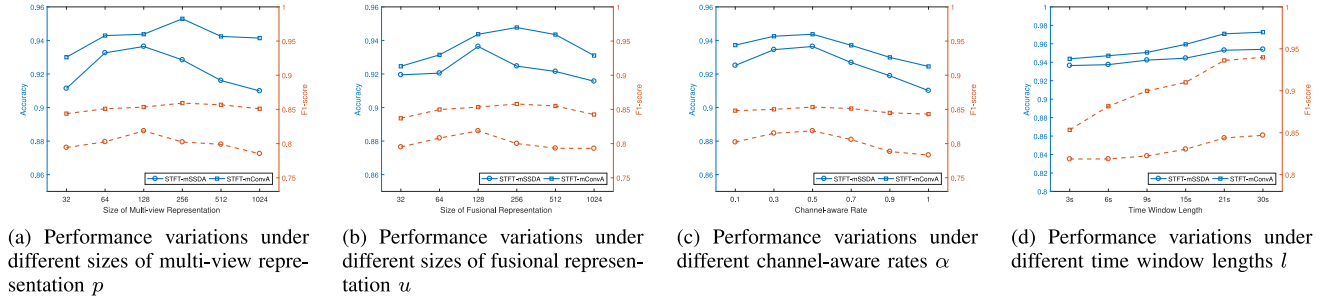 0.96
0.94
0.92
0.9
0.88
0.86
Accuracy
1
0.95
0.9
0.85
0.8
0.75
F1-score
STFT-mSSDA
STFT-mConvA
32 64 128 256 512 1024
Size of Multi-view Representation
(a) Performance variations under
different sizes of multi-view repre-
sentation p
0.96
0.94
0.92
0.9
0.88
0.86
Accuracy
1
0.95
0.9
0.85
0.8
0.75
F1-score
STFT-mSSDA
STFT-mConvA
32 64 128 256 512 1024
Size of Fusional Representation
(b) Performance variations under
different sizes of fusional represen-
tation u
0.96
0.94
0.92
0.9
0.88
0.86
Accuracy
1
0.95
0.9
0.85
0.8
0.75
F1-score
STFT-mSSDA
STFT-mConvA
0.1 0.3 0.5 0.7 0.9 1
Channel-aware Rate
(c) Performance variations under
different channel-aware rates α
1
0.98
0.96
0.94
0.92
0.9
0.88
0.86
0.84
0.82
0.8
Accuracy
1
0.95
0.9
0.85
0.8
F1-score
STFT-mSSDA
STFT-mConvA
3s 6s 9s 15s 21s 30s
Time Window Length
(d) Performance variations under
different time window lengths l